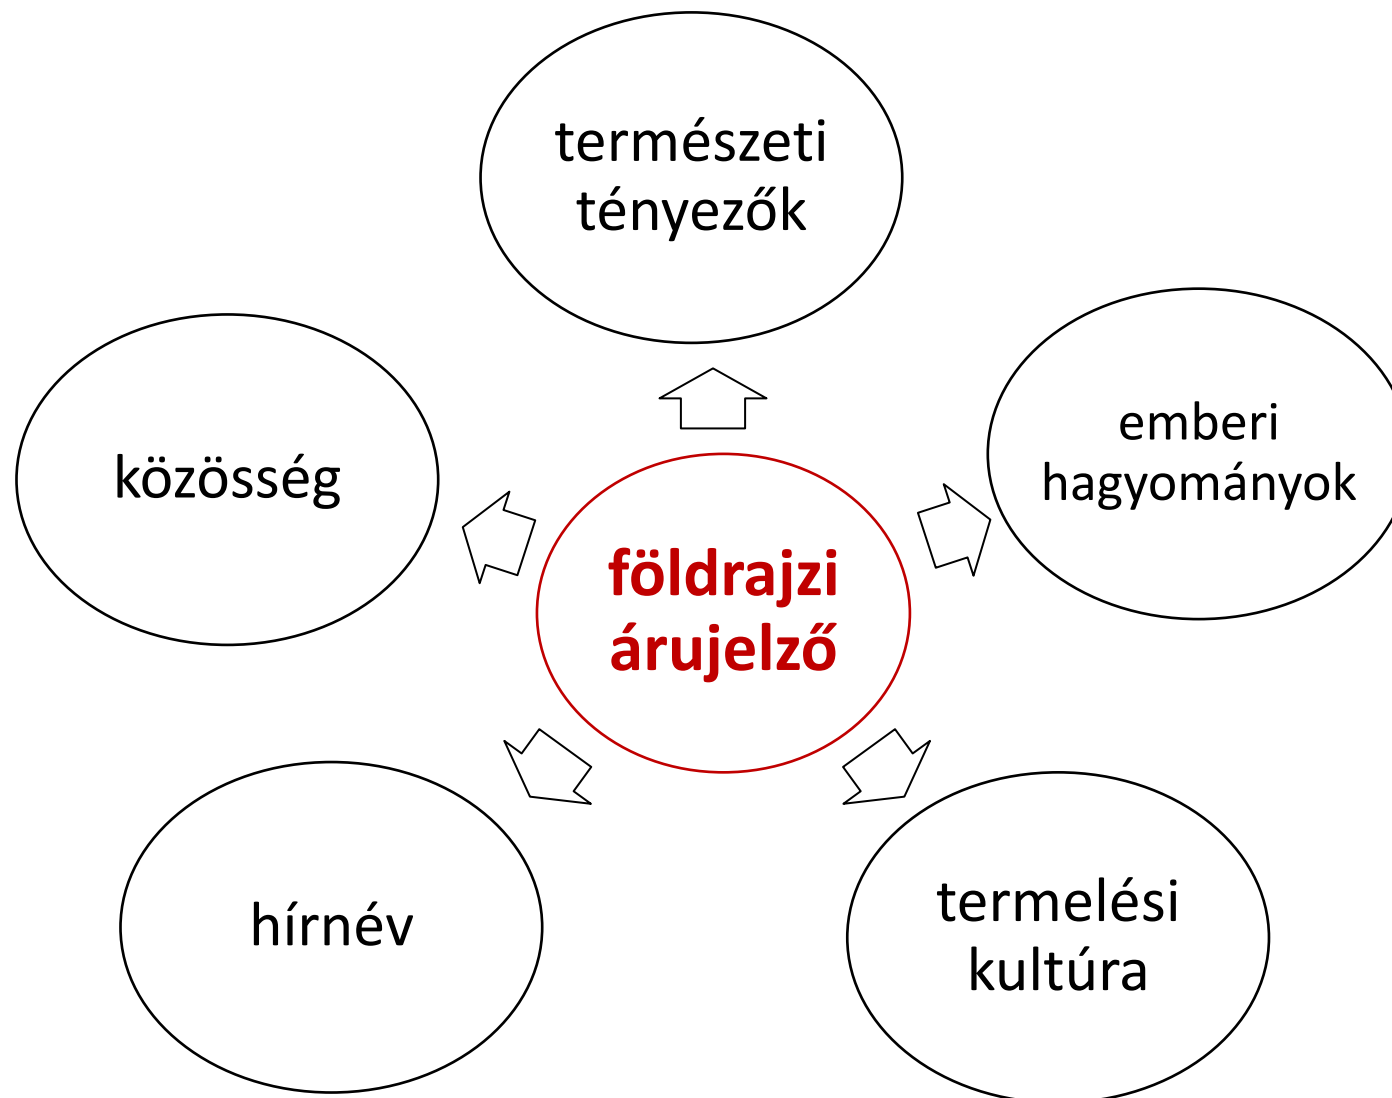 természeti
tényezők
emberi
hagyományok
közösség
földrajzi
árujelző
hírnév
termelési
kultúra